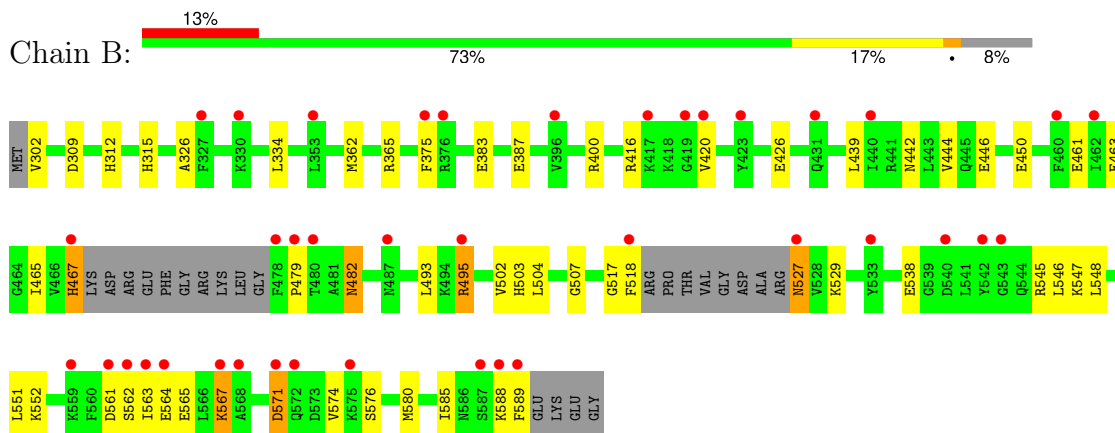 13%
Chain B:
73% 17% • 8%
MET V302 D309 H312 H315 A326 F327 K330 L334 L353 M362 R365 F375 R376 E383 E387 V396 R400 R416 K417 K418 G419 V420 Y423 E426 Q431 L439 I440 R441 N442 L443 V444 Q445 E446 E450 F460 E461 I462
G464 I465 V466 H467 LYS ASP ARG GLU PHE GLY ARG LYS LEU GLY F478 P479 T480 A481 N482 N487 L493 K494 R495 V502 H503 L504 G507 G517 F518 ARG PRO THR VAL GLY ASP ALA ARG N527 V528 K529 Y533 E538 G539 D540 L541 Y542 G543 Q544 R545 L546 K547 L548
L551 K552 K559 F560 D561 S562 I563 E564 E565 L566 K567 A568 D571 Q572 D573 V574 K575 S576 M580 I585 N586 S587 K588 F589 GLU LYS GLU GLY